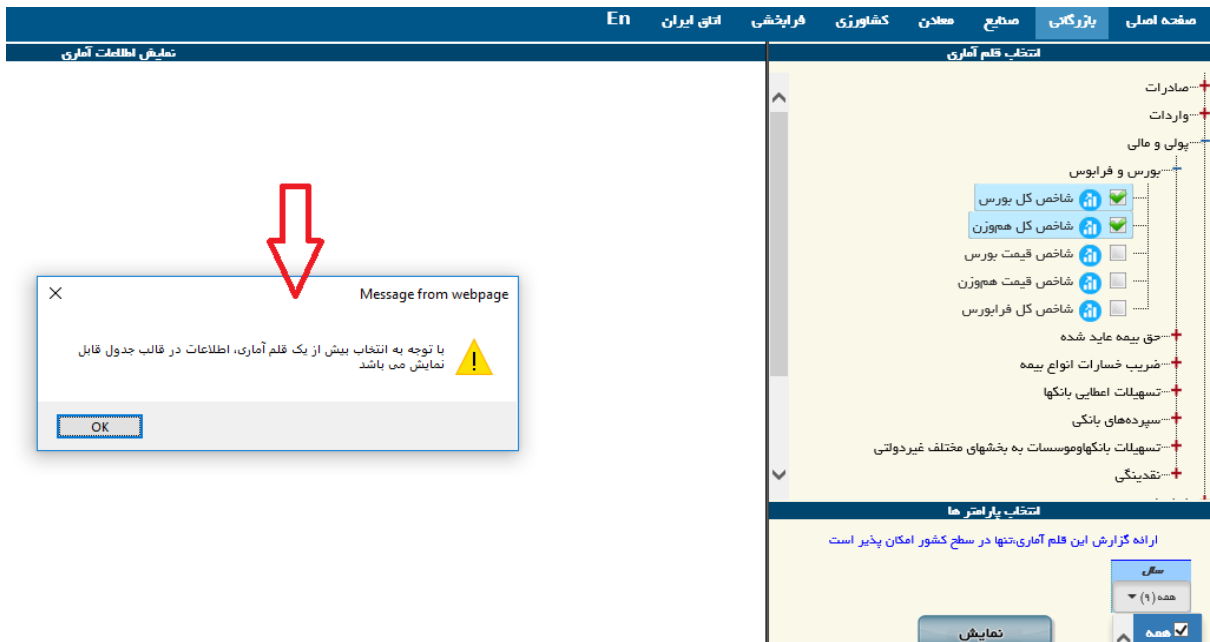 صفحه اصلی بازرگانی صنایع معادن کشاورزی فرابخشی اتاق ایران En
انتخاب قلم آماری
صادرات
واردات
پولی و مالی
بورس و فرابوس
شاخص کل بورس
شاخص کل هم‌وزن
شاخص قیمت بورس
شاخص قیمت هم‌وزن
شاخص کل فرابورس
حق بیمه عاید شده
ضریب خسارات انواع بیمه
تسهیلات اعطایی بانکها
سپرده‌های بانکی
تسهیلات بانکهاوموسسات به بخشهای مختلف غیردولتی
نقدینگی
انتخاب پارامتر ها
ارائه گزارش این قلم آماری،تنها در سطح کشور امکان پذیر است
سال
همه (۹)
همه
نمایش
نمایش اطلاعات آماری
Message from webpage
با توجه به انتخاب بیش از یک قلم آماری، اطلاعات در قالب جدول قابل
نمایش می باشد
OK